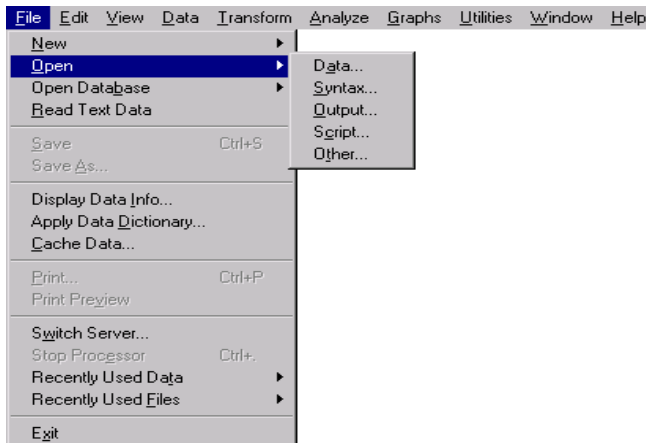 File Edit View Data Transform Analyze Graphs Utilities Window Help
New
Open
Open Database
Read Text Data
Save Ctrl+S
Save As...
Display Data Info...
Apply Data Dictionary...
Cache Data...
Print... Ctrl+P
Print Preview
Switch Server...
Stop Processor Ctrl+.
Recently Used Data
Recently Used Files
Exit
Data...
Syntax...
Output...
Script...
Other...